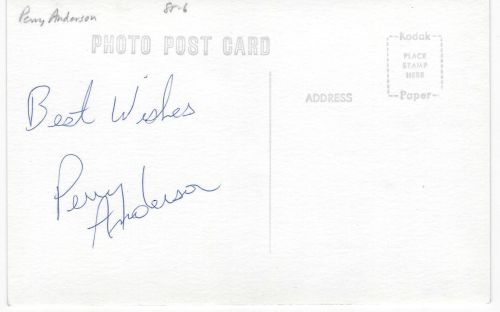 Perry Anderson 85-6
PHOTO POST CARD
Kodak
PLACE
STAMP
HERE
Paper
ADDRESS
Best Wishes
Perry
Anderson